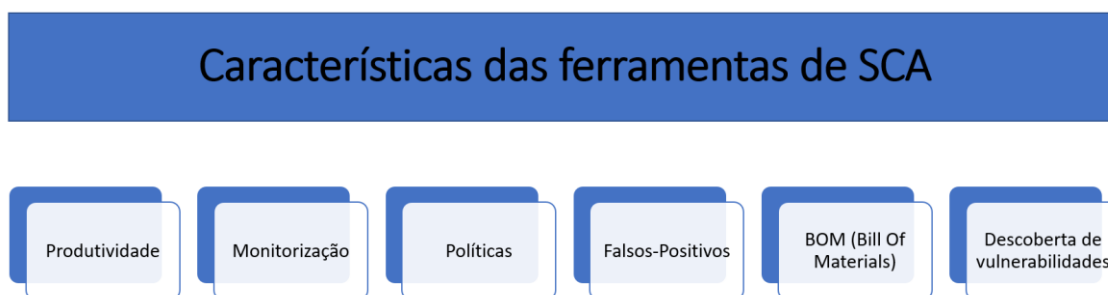 Características das ferramentas de SCA
Produtividade
Monitorização
Políticas
Falsos-Positivos
BOM (Bill Of
Materials)
Descoberta de
vulnerabilidades